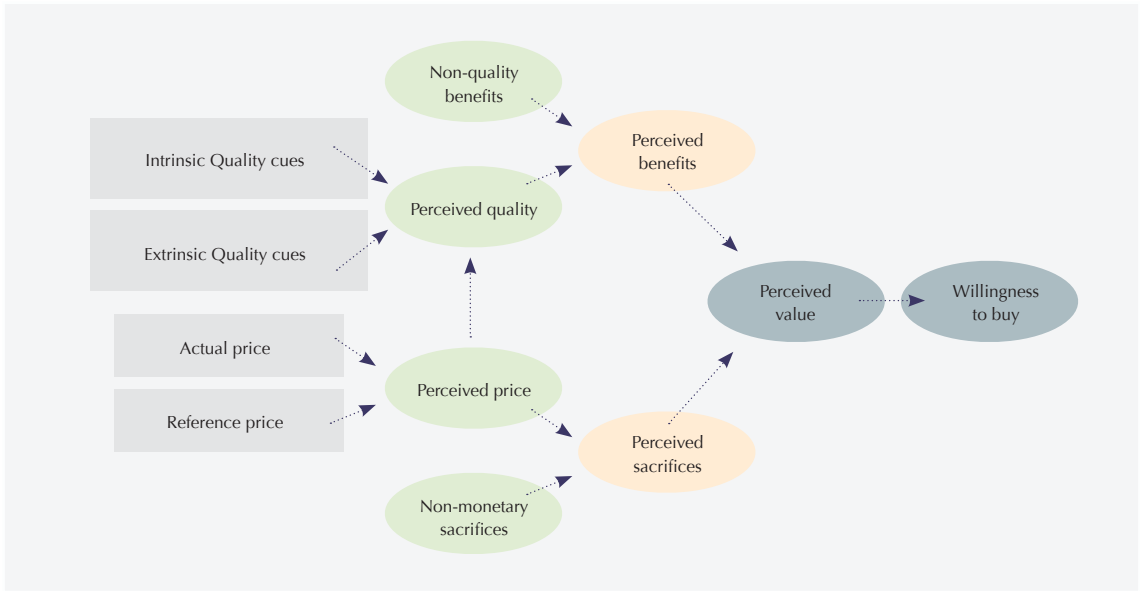 Non-quality
benefits
Perceived
benefits
Intrinsic Quality cues
Perceived quality
Extrinsic Quality cues
Perceived
value
Willingness
to buy
Actual price
Perceived price
Reference price
Perceived
sacrifices
Non-monetary
sacrifices